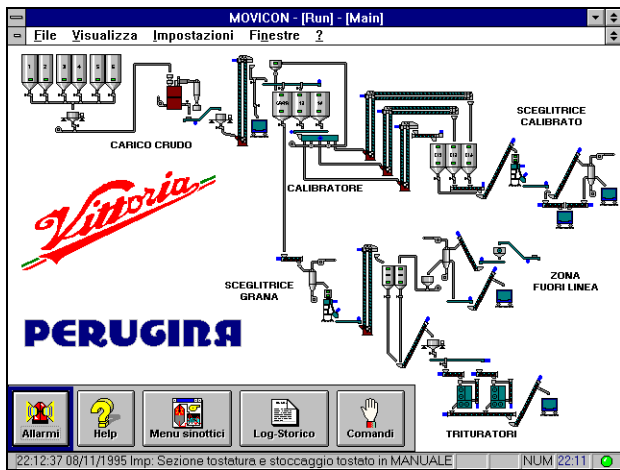 MOVICON - [Run] - [Main]
File Visualizza Impostazioni Finestre ?
1 2 3 4 5 6
CARICO CRUDO
CALIBRATORE
SCEGLITRICE
CALIBRATO
Vittoria
SCEGLITRICE
GRANA
ZONA
FUORI LINEA
PERUGINA
TRITURATORI
Allarmi
Help
Menu sinottici
Log-Storico
Comandi
22:12:37 08/11/1995 Imp: Sezione tostatura e stoccaggio tostato in MANUALE NUM 22:11